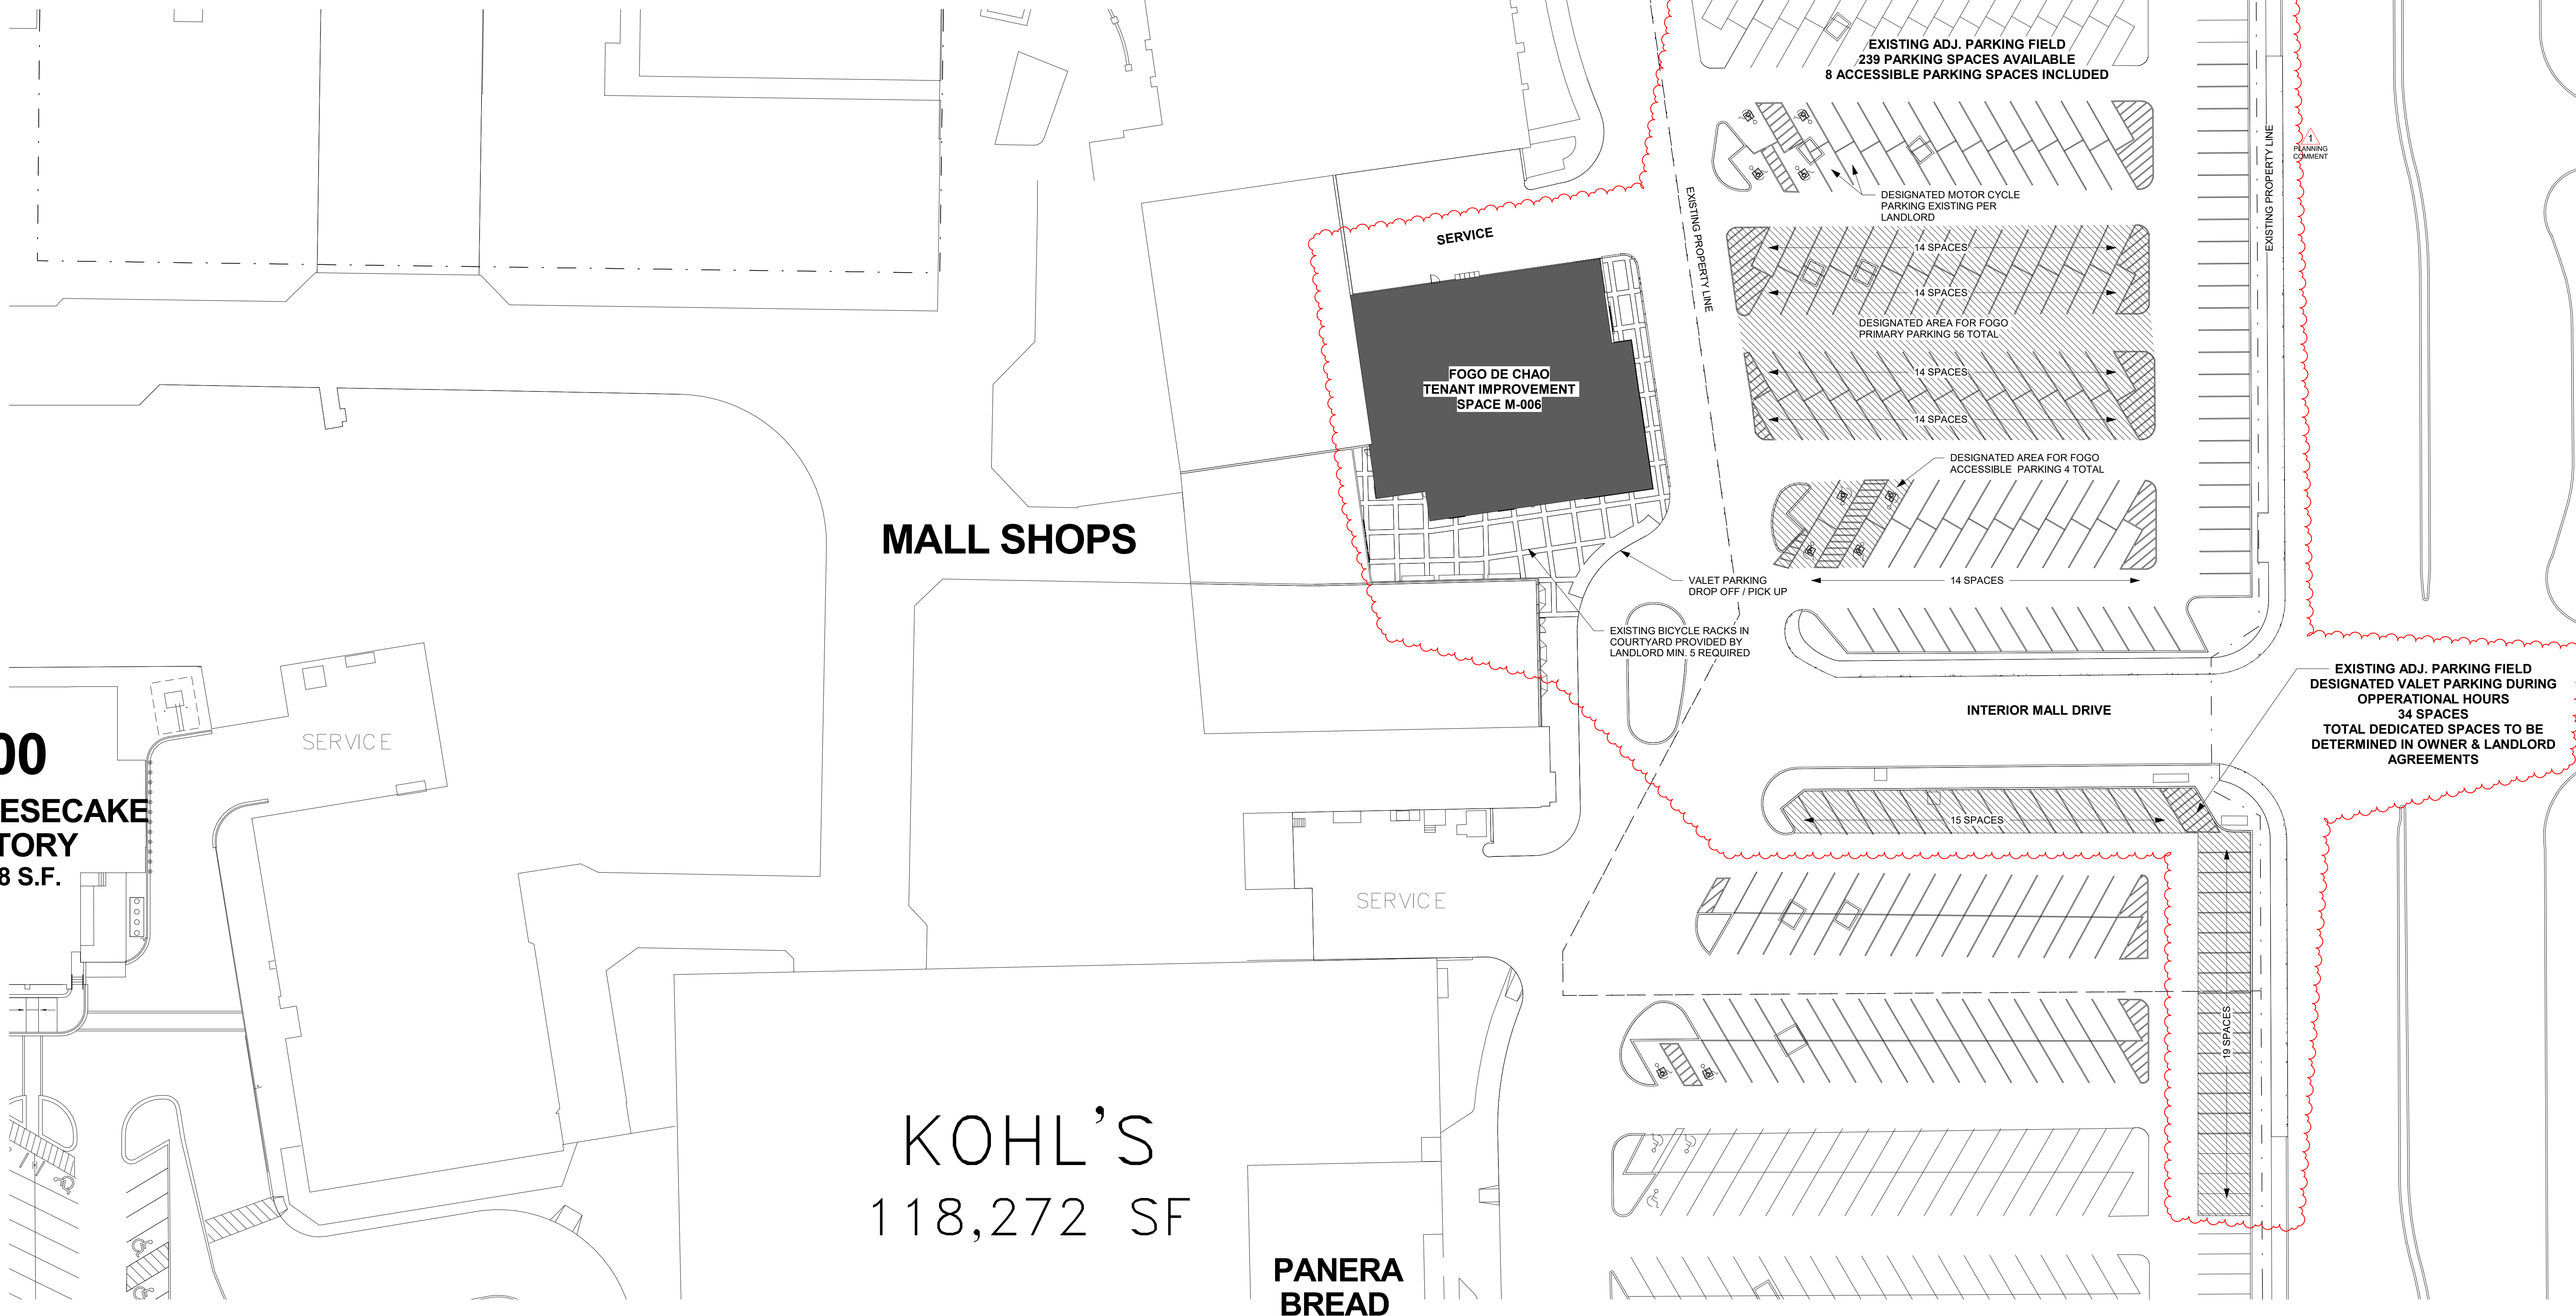 EXISTING ADJ. PARKING FIELD
239 PARKING SPACES AVAILABLE
8 ACCESSIBLE PARKING SPACES INCLUDED
1
PLANNING
COMMENT
EXISTING PROPERTY LINE
DESIGNATED MOTOR CYCLE
PARKING EXISTING PER
LANDLORD
EXISTING PROPERTY LINE
SERVICE
14 SPACES
14 SPACES
DESIGNATED AREA FOR FOGO
PRIMARY PARKING 56 TOTAL
14 SPACES
14 SPACES
FOGO DE CHAO
TENANT IMPROVEMENT
SPACE M-006
DESIGNATED AREA FOR FOGO
ACCESSIBLE PARKING 4 TOTAL
MALL SHOPS
14 SPACES
VALET PARKING
DROP OFF / PICK UP
EXISTING BICYCLE RACKS IN
COURTYARD PROVIDED BY
LANDLORD MIN. 5 REQUIRED
EXISTING ADJ. PARKING FIELD
DESIGNATED VALET PARKING DURING
OPPERATIONAL HOURS
34 SPACES
TOTAL DEDICATED SPACES TO BE
DETERMINED IN OWNER & LANDLORD
AGREEMENTS
INTERIOR MALL DRIVE
SERVICE
00
ESECAKE
TORY
8 S.F.
15 SPACES
SERVICE
19 SPACES
KOHL'S
118,272 SF
PANERA
BREAD